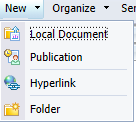 New Organize S
Local Document
Publication
Hyperlink
Folder